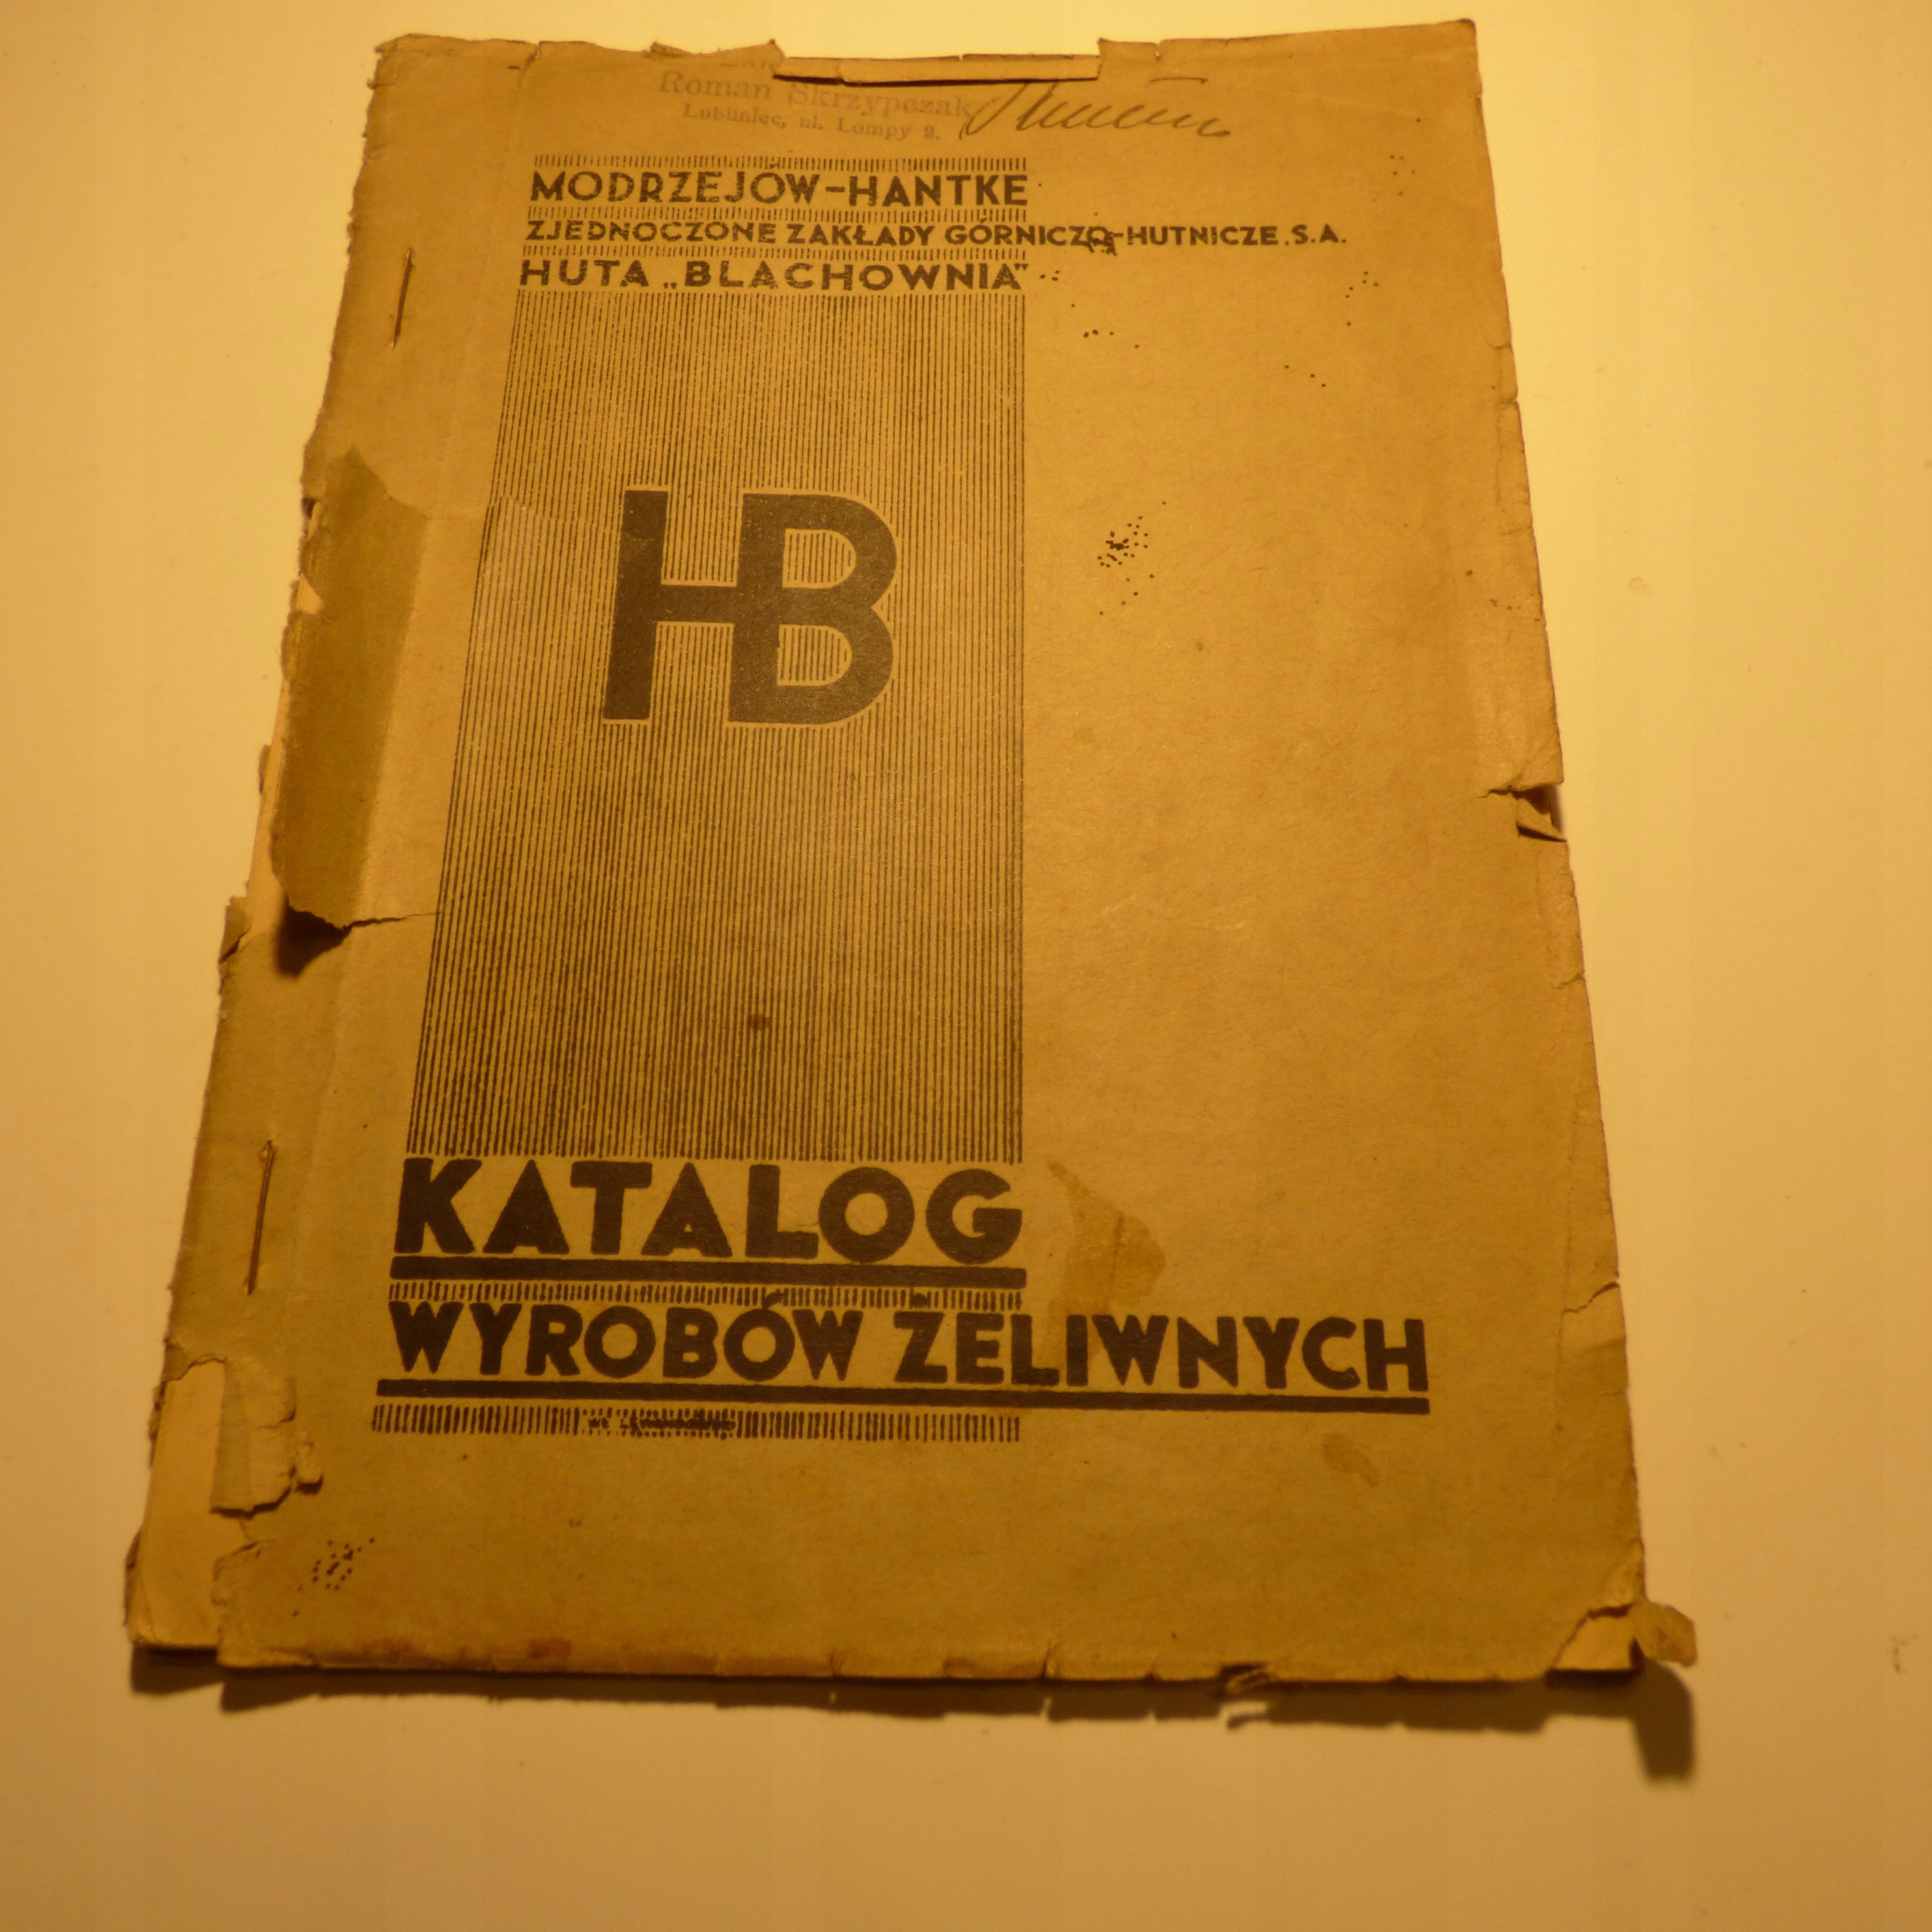 Roman Skrzypczak
Lubliniec, ul. Lompy 2.
MODRZEJÓW-HANTKE
ZJEDNOCZONE ZAKŁADY GÓRNICZO-HUTNICZE.S.A.
HUTA „BLACHOWNIA”
HB
KATALOG
WYROBÓW ŻELIWNYCH